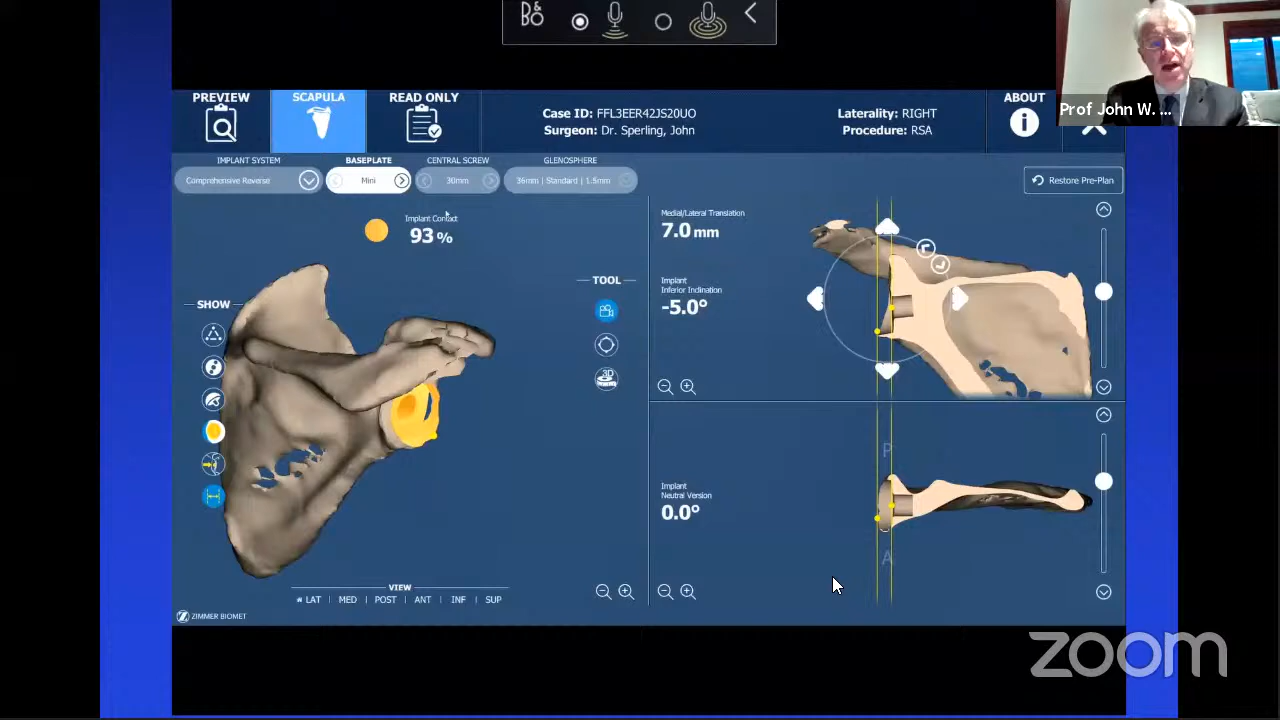 B&O
PREVIEW
SCAPULA
READ ONLY
Case ID: FFL3EER42JS20UO
Surgeon: Dr. Sperling, John
Laterality: RIGHT
Procedure: RSA
ABOUT
Prof John W. ...
IMPLANT SYSTEM
BASEPLATE
CENTRAL SCREW
GLENOSPHERE
Comprehensive Reverse
Mini
30mm
36mm | Standard | 1.5mm
Restore Pre-Plan
Implant Contact
93 %
Medial/Lateral Translation
7.0 mm
Implant
Inferior Inclination
-5.0°
SHOW
TOOL
3D
Implant
Neutral Version
0.0°
P
A
VIEW
LAT | MED | POST | ANT | INF | SUP
ZIMMER BIOMET
zoom